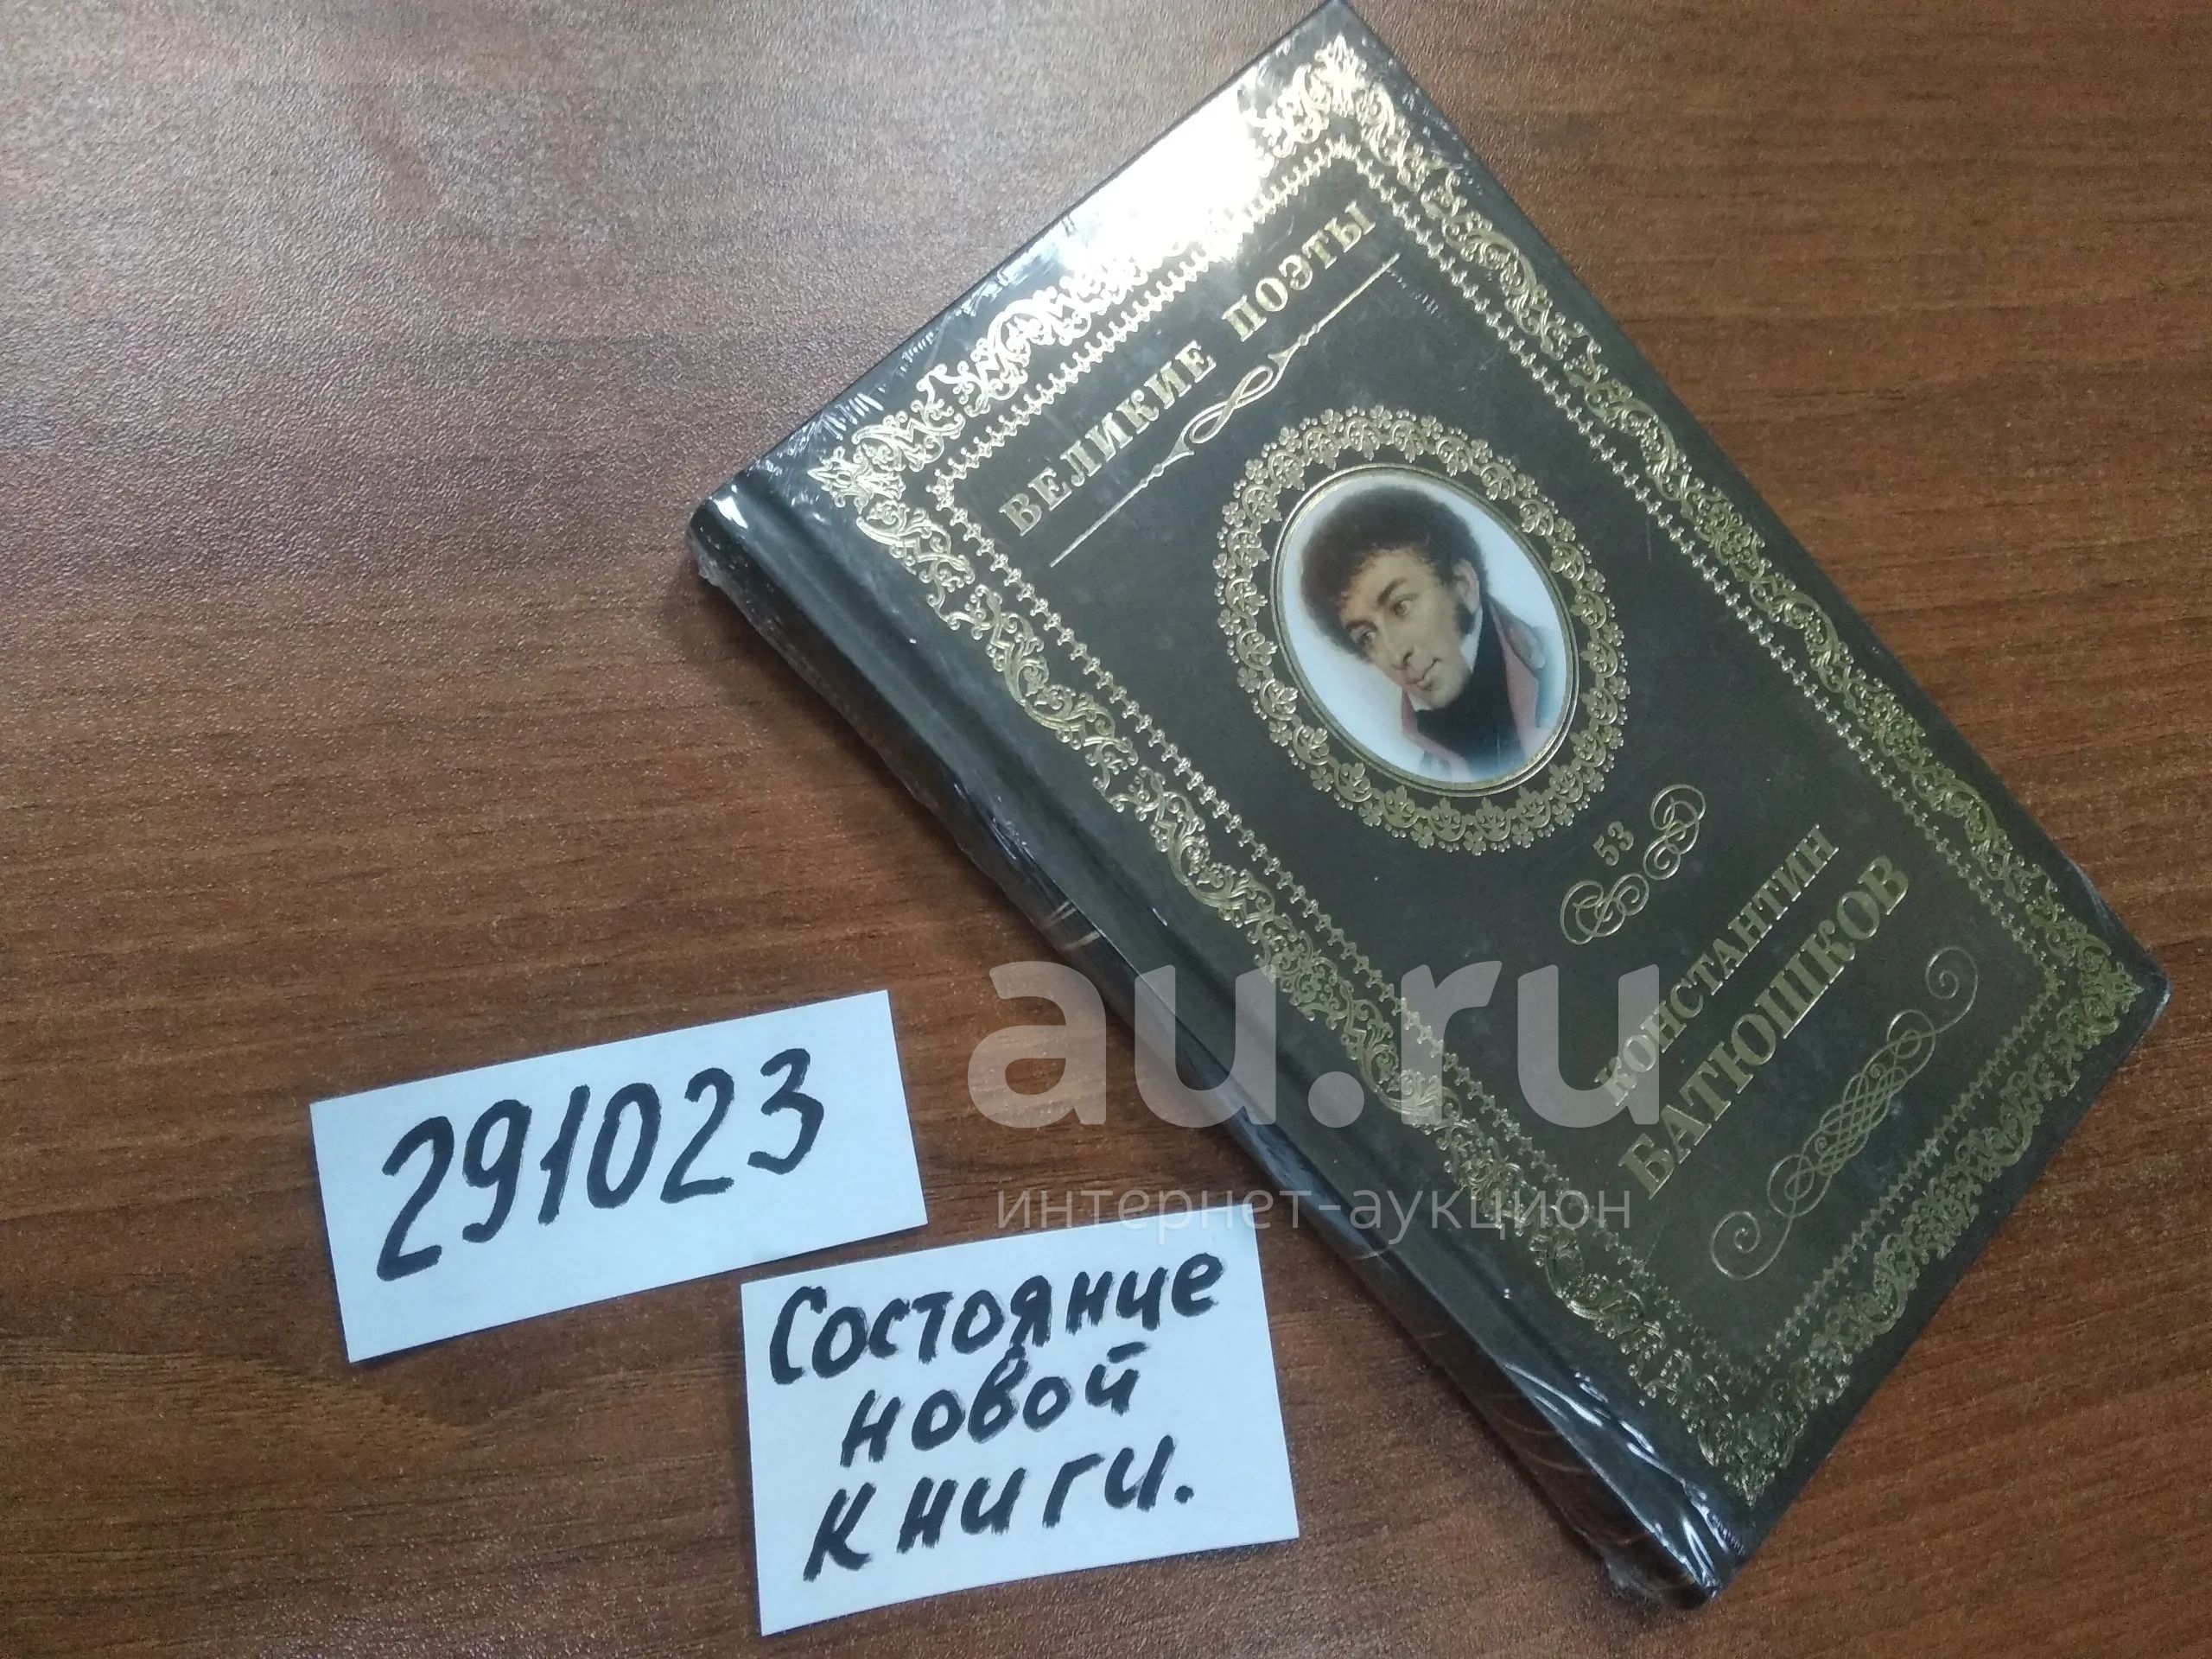 ВЕЛИКИЕ ПОЭТЫ
53
КОНСТАНТИН
БАТЮШКОВ
au.ru
интернет-аукцион
291023
Состояние
новой
книги.